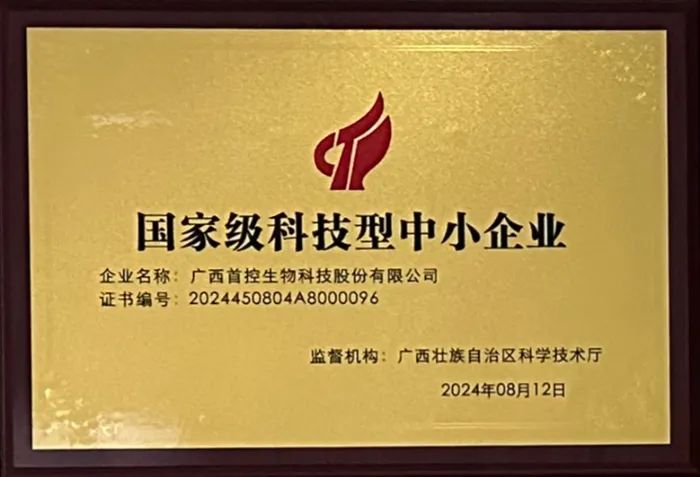 国家级科技型中小企业
企业名称：广西首控生物科技股份有限公司
证书编号：2024450804A8000096
监督机构：广西壮族自治区科学技术厅
2024年08月12日